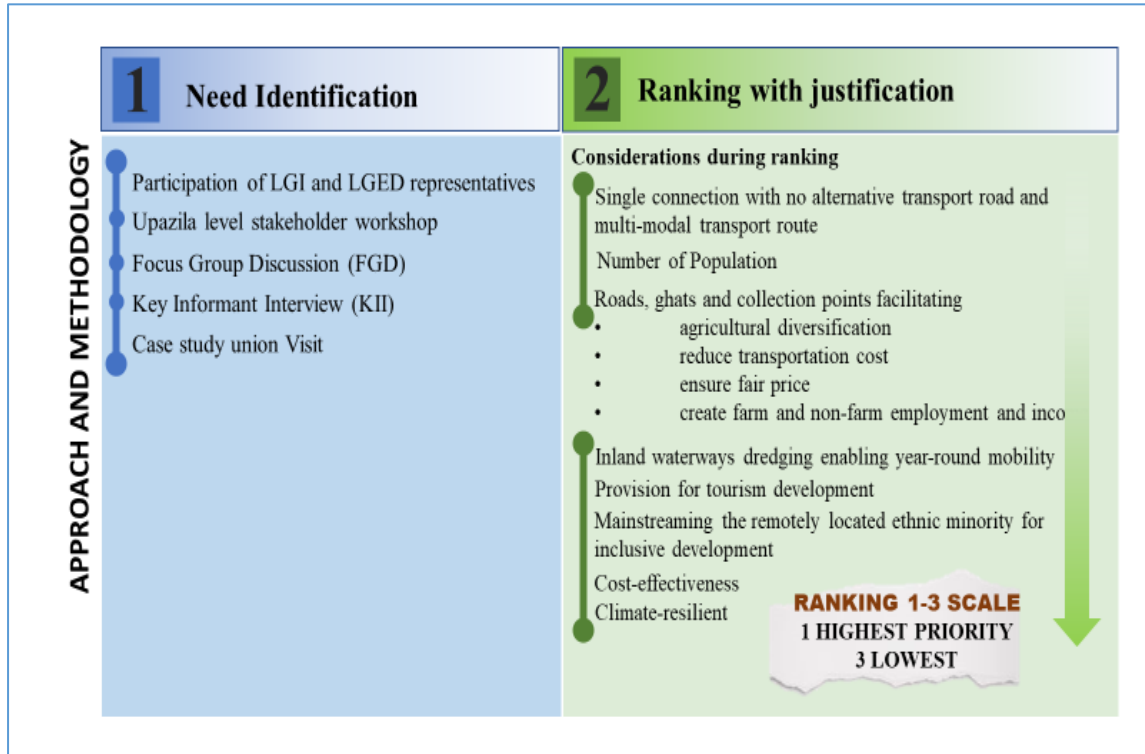 APPROACH AND METHODOLOGY
1 Need Identification
Participation of LGI and LGED representatives
Upazila level stakeholder workshop
Focus Group Discussion (FGD)
Key Informant Interview (KII)
Case study union Visit
2 Ranking with justification
Considerations during ranking
Single connection with no alternative transport road and
multi-modal transport route
Number of Population
Roads, ghats and collection points facilitating
• agricultural diversification
• reduce transportation cost
• ensure fair price
• create farm and non-farm employment and inco
Inland waterways dredging enabling year-round mobility
Provision for tourism development
Mainstreaming the remotely located ethnic minority for
inclusive development
Cost-effectiveness
Climate-resilient
RANKING 1-3 SCALE
1 HIGHEST PRIORITY
3 LOWEST